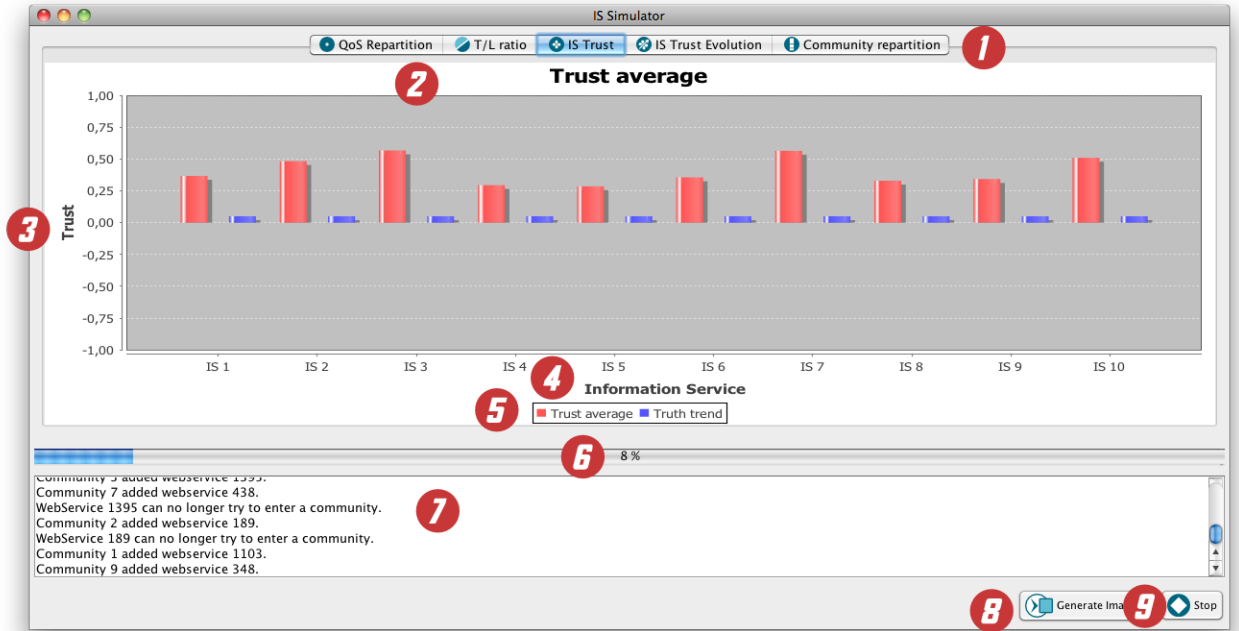 IS Simulator
QoS Repartition T/L ratio IS Trust IS Trust Evolution Community repartition 1
2 Trust average
1,00
0,75
0,50
0,25
0,00
-0,25
-0,50
-0,75
-1,00
3 Trust
IS 1 IS 2 IS 3 IS 4 IS 5 IS 6 IS 7 IS 8 IS 9 IS 10
4 Information Service
5 Trust average Truth trend
6 8 %
Community 5 added webservice 1395.
Community 7 added webservice 438.
WebService 1395 can no longer try to enter a community.
Community 2 added webservice 189.
WebService 189 can no longer try to enter a community.
Community 1 added webservice 1103.
Community 9 added webservice 348.
7
8 Generate 9 Stop